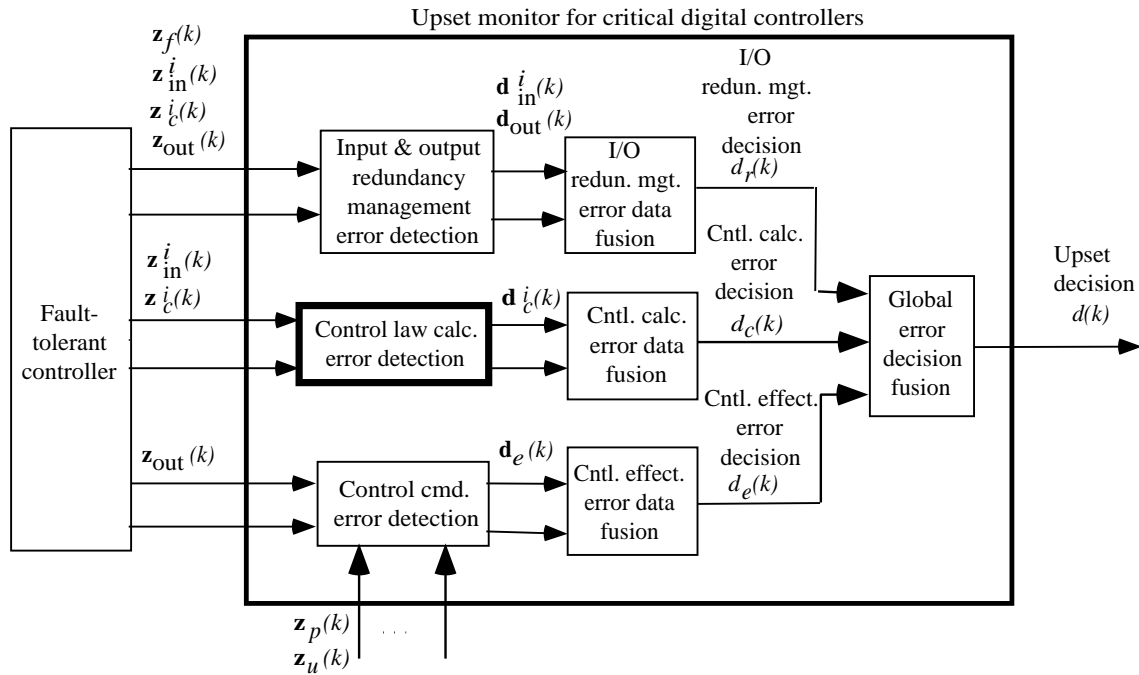 Upset monitor for critical digital controllers
z_f(k)
z^i_in(k)
z^i_c(k)
z_out(k)
Fault-
tolerant
controller
Input & output
redundancy
management
error detection
d^i_in(k)
d_out(k)
I/O
redun. mgt.
error data
fusion
I/O
redun. mgt.
error
decision
d_r(k)
z^i_in(k)
z^i_c(k)
Control law calc.
error detection
d^i_c(k)
Cntl. calc.
error data
fusion
Cntl. calc.
error
decision
d_c(k)
Global
error
decision
fusion
Upset
decision
d(k)
z_out(k)
Control cmd.
error detection
d_e(k)
Cntl. effect.
error data
fusion
Cntl. effect.
error
decision
d_e(k)
z_p(k) . . .
z_u(k)